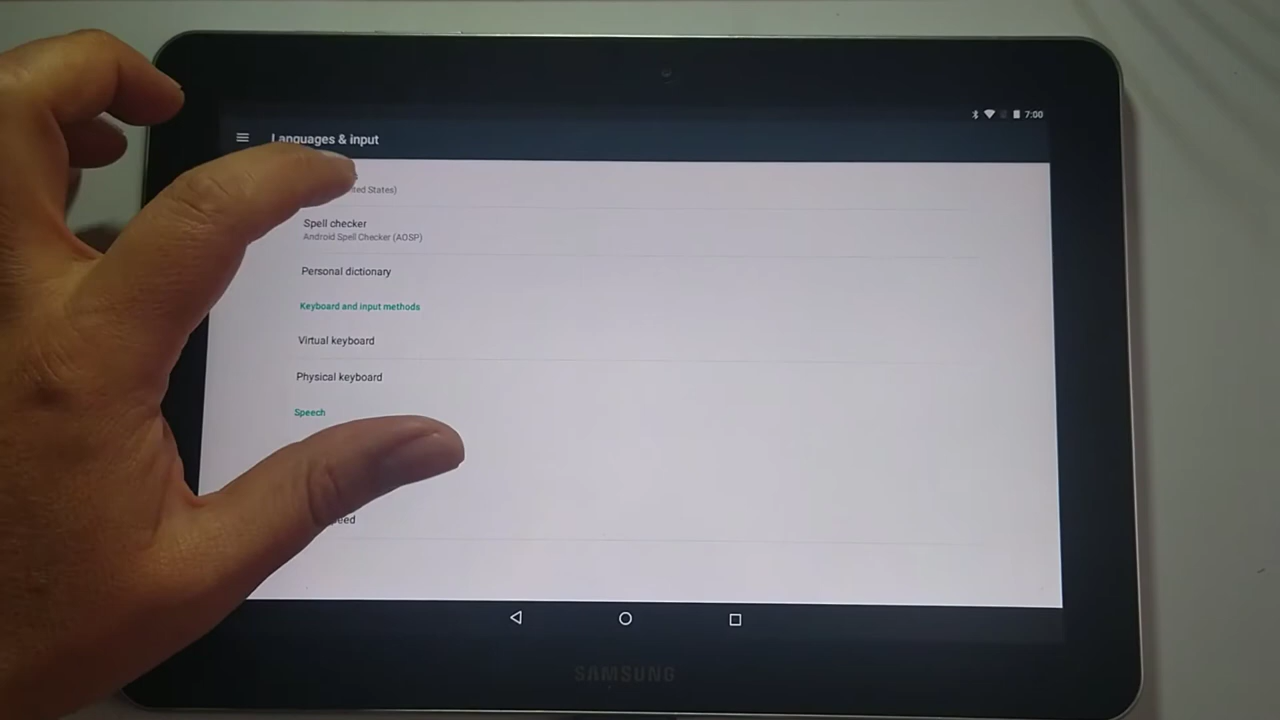 7:00
Languages & input
States)
Spell checker
Android Spell Checker (AOSP)
Personal dictionary
Keyboard and input methods
Virtual keyboard
Physical keyboard
Speech
SAMSUNG